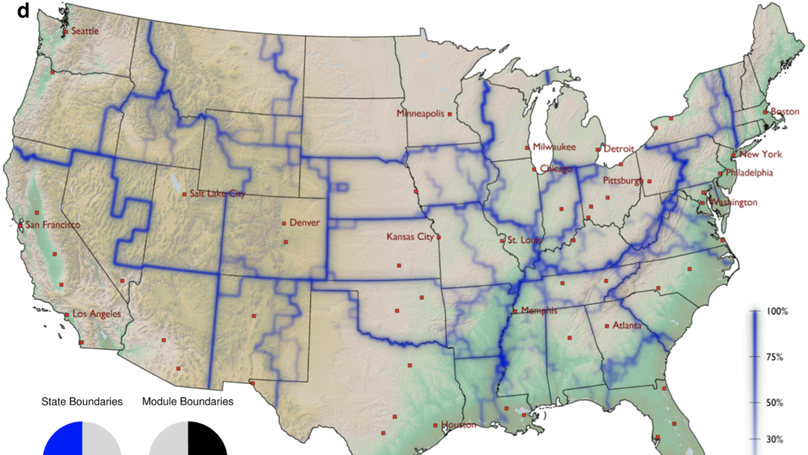 d
Seattle
Minneapolis
Boston
Milwaukee
Detroit
New York
Chicago
Philadelphia
Pittsburgh
Salt Lake City
Washington
San Francisco
Denver
Kansas City
St. Louis
Los Angeles
Memphis
100%
Atlanta
75%
State Boundaries
Module Boundaries
50%
Houston
30%